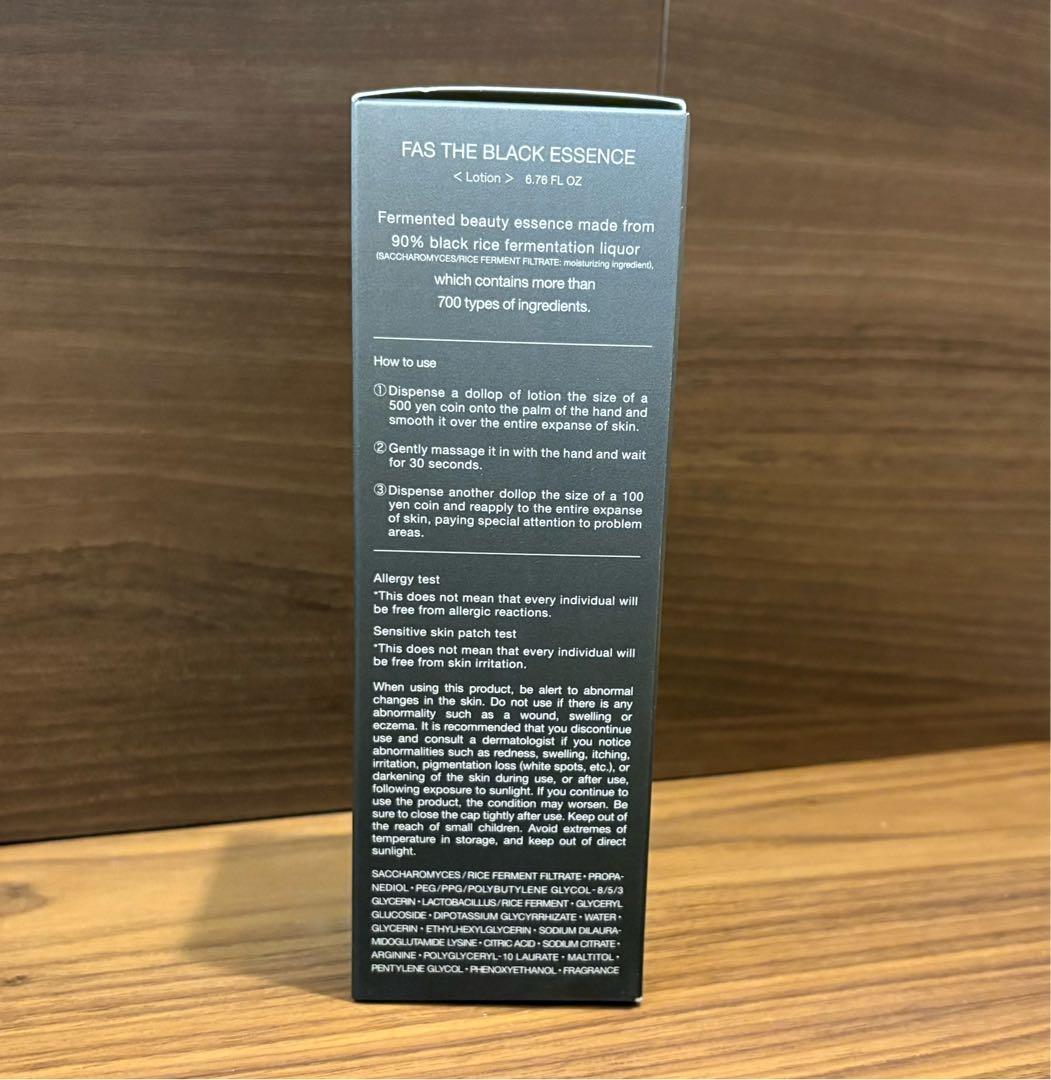 FAS THE BLACK ESSENCE
< Lotion > 6.76 FL OZ
Fermented beauty essence made from
90% black rice fermentation liquor
(SACCHAROMYCES/RICE FERMENT FILTRATE: moisturizing ingredient),
which contains more than
700 types of ingredients.
How to use
①Dispense a dollop of lotion the size of a
500 yen coin onto the palm of the hand and
smooth it over the entire expanse of skin.
②Gently massage it in with the hand and wait
for 30 seconds.
③Dispense another dollop the size of a 100
yen coin and reapply to the entire expanse
of skin, paying special attention to problem
areas.
Allergy test
*This does not mean that every individual will
be free from allergic reactions.
Sensitive skin patch test
*This does not mean that every individual will
be free from skin irritation.
When using this product, be alert to abnormal
changes in the skin. Do not use if there is any
abnormality such as a wound, swelling or
eczema. It is recommended that you discontinue
use and consult a dermatologist if you notice
abnormalities such as redness, swelling, itching,
irritation, pigmentation loss (white spots, etc.), or
darkening of the skin during use, or after use,
following exposure to sunlight. If you continue to
use the product, the condition may worsen. Be
sure to close the cap tightly after use. Keep out of
the reach of small children. Avoid extremes of
temperature in storage, and keep out of direct
sunlight.
SACCHAROMYCES/RICE FERMENT FILTRATE・PROPA-
NEDIOL・PEG/PPG/POLYBUTYLENE GLYCOL-8/5/3
GLYCERIN・LACTOBACILLUS/RICE FERMENT・GLYCERYL
GLUCOSIDE・DIPOTASSIUM GLYCYRRHIZATE・WATER・
GLYCERIN・ETHYLHEXYLGLYCERIN・SODIUM DILAURA-
MIDOGLUTAMIDE LYSINE・CITRIC ACID・SODIUM CITRATE・
ARGININE・POLYGLYCERYL-10 LAURATE・MALTITOL・
PENTYLENE GLYCOL・PHENOXYETHANOL・FRAGRANCE